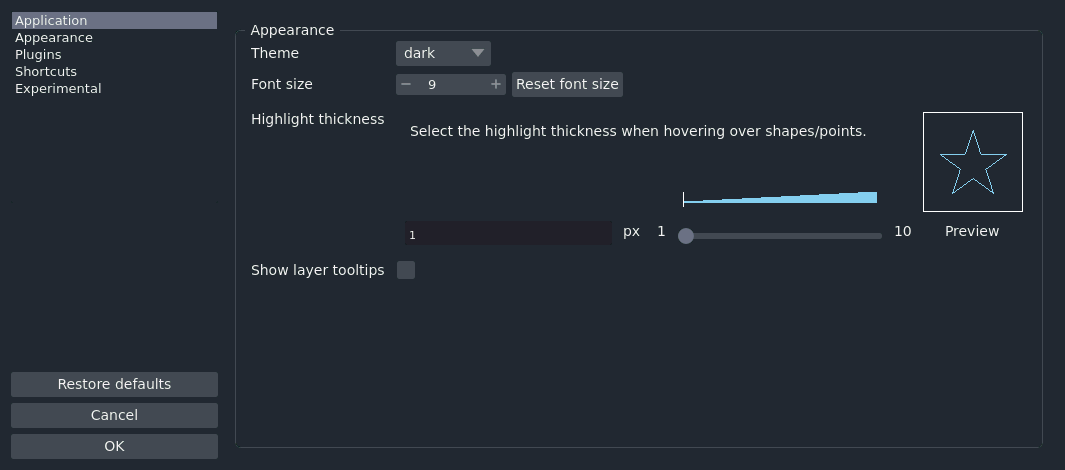 Application
Appearance
Plugins
Shortcuts
Experimental
Restore defaults
Cancel
OK
Appearance
Theme dark
Font size − 9 + Reset font size
Highlight thickness
Select the highlight thickness when hovering over shapes/points.
1 px 1 10 Preview
Show layer tooltips